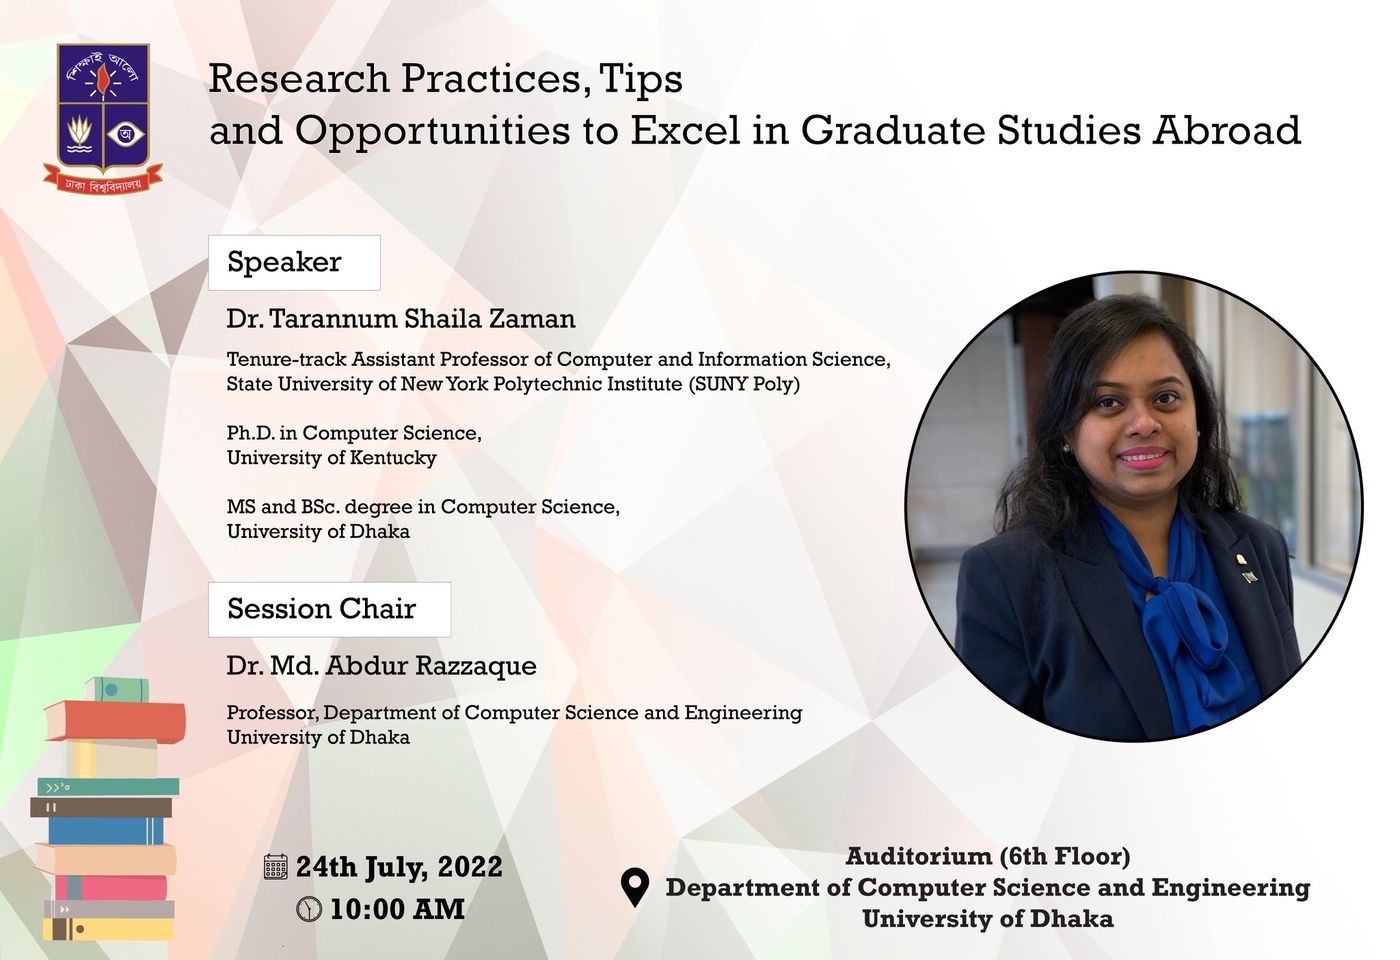 শিক্ষাই আলো
অ
ঢাকা বিশ্ববিদ্যালয়
Research Practices, Tips
and Opportunities to Excel in Graduate Studies Abroad
Speaker
Dr. Tarannum Shaila Zaman
Tenure-track Assistant Professor of Computer and Information Science,
State University of New York Polytechnic Institute (SUNY Poly)
Ph.D. in Computer Science,
University of Kentucky
MS and BSc. degree in Computer Science,
University of Dhaka
Session Chair
Dr. Md. Abdur Razzaque
Professor, Department of Computer Science and Engineering
University of Dhaka
24th July, 2022
10:00 AM
Auditorium (6th Floor)
Department of Computer Science and Engineering
University of Dhaka